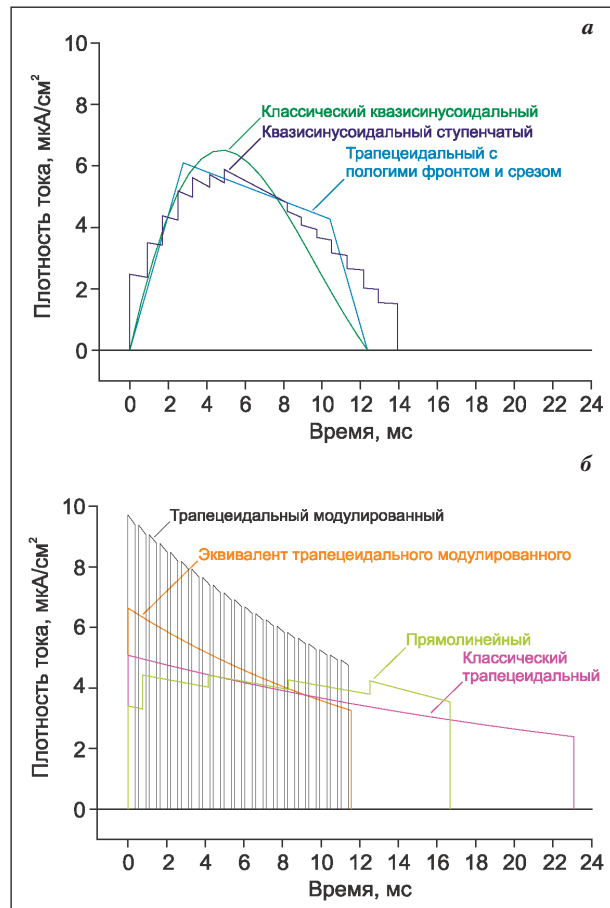 а
10
8
6
4
2
0
Плотность тока, мкА/см²
Классический квазисинусоидальный
Квазисинусоидальный ступенчатый
Трапецеидальный с
пологими фронтом и срезом
0 2 4 6 8 10 12 14 16 18 20 22 24
Время, мс
б
10
8
6
4
2
0
Плотность тока, мкА/см²
Трапецеидальный модулированный
Эквивалент трапецеидального модулированного
Прямолинейный
Классический
трапецеидальный
0 2 4 6 8 10 12 14 16 18 20 22 24
Время, мс